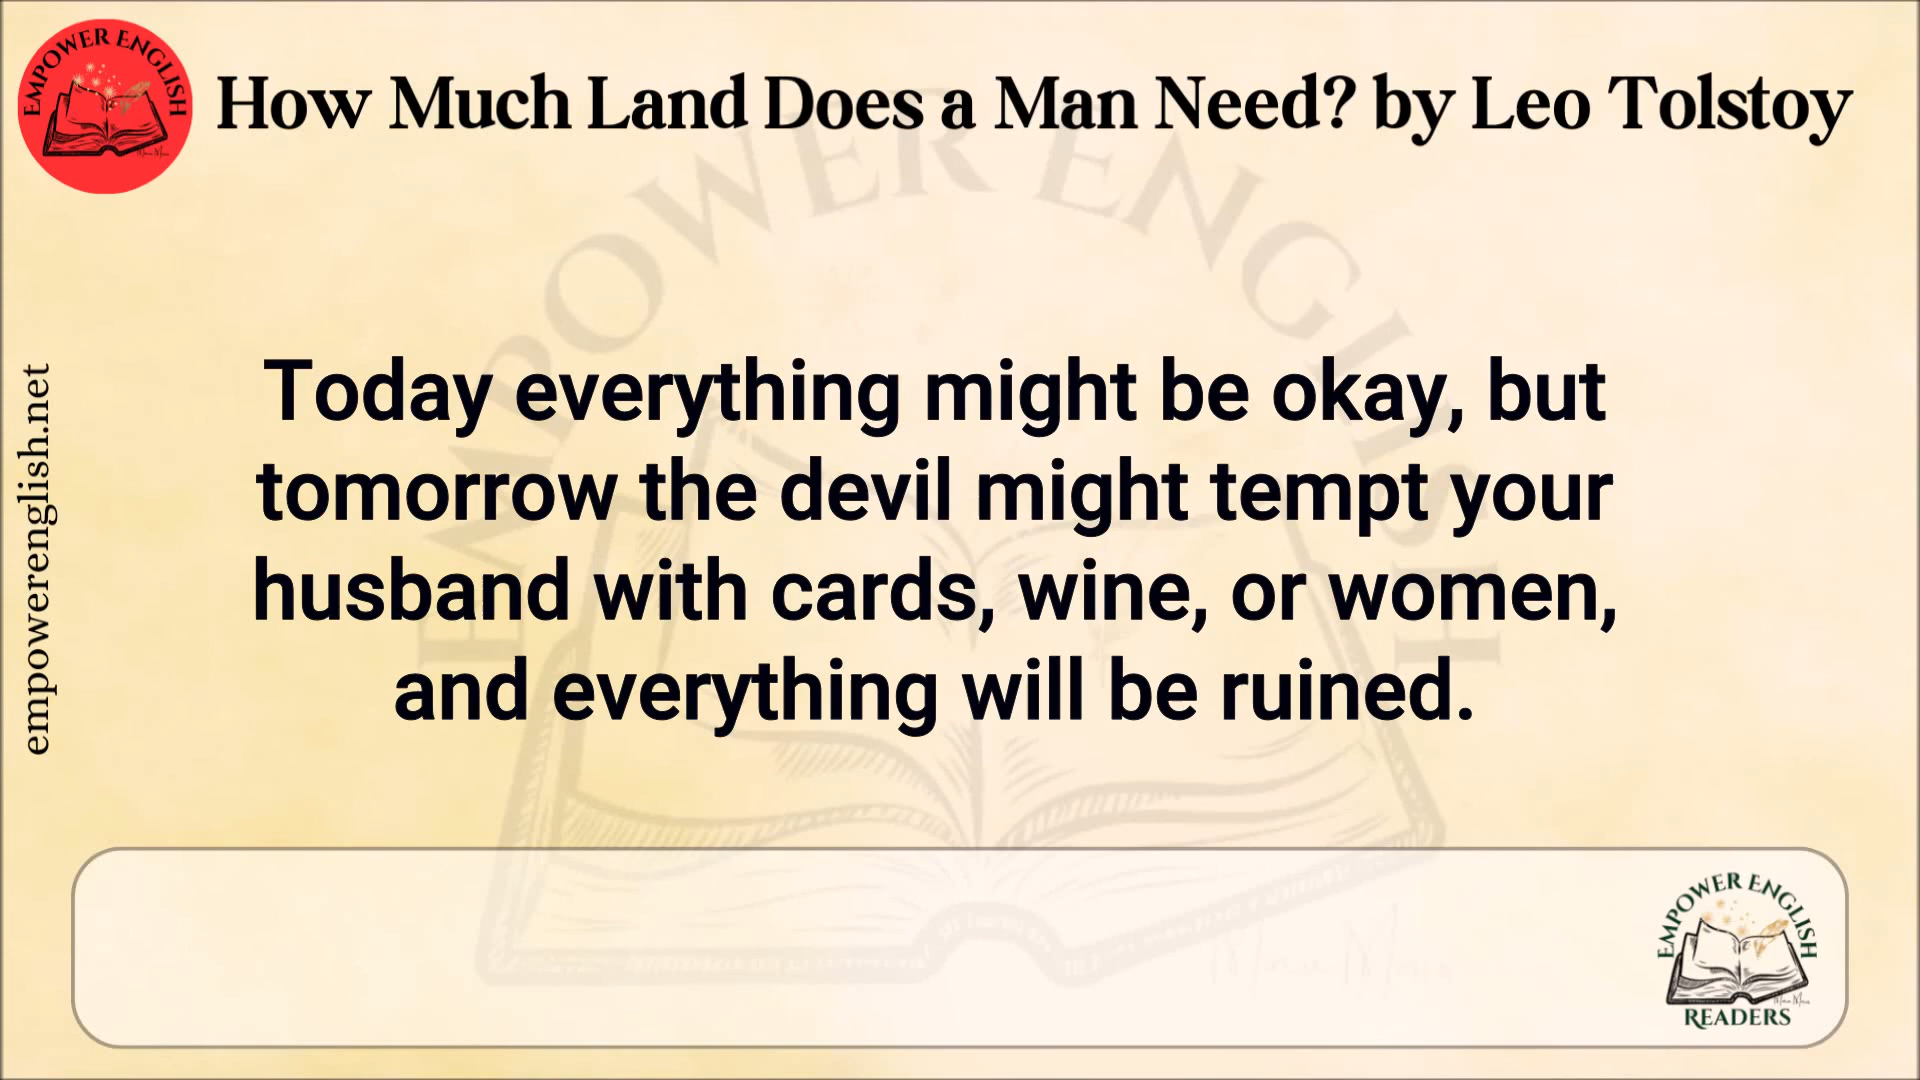 EMPOWER ENGLISH
How Much Land Does a Man Need? by Leo Tolstoy
EMPOWER ENGLISH
empowerenglish.net
Today everything might be okay, but
tomorrow the devil might tempt your
husband with cards, wine, or women,
and everything will be ruined.
EMPOWER ENGLISH
READERS